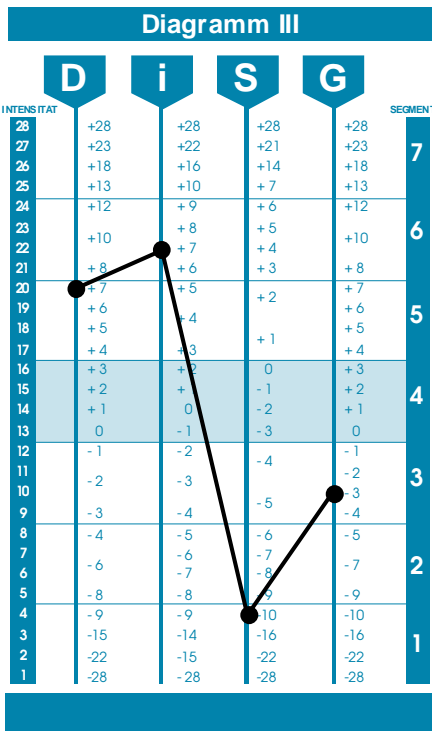 Diagramm III
D i S G
INTENSITAT SEGMENT
28 +28 +28 +28 +28
27 +23 +22 +21 +23 7
26 +18 +16 +14 +18
25 +13 +10 + 7 +13
24 +12 + 9 + 6 +12
23 + 8 + 5 6
+10 +10
22 + 7 + 4
21 + 8 + 6 + 3 + 8
20 + 7 + 5 + 2 + 7
19 + 6 + 6 5
+ 4
18 + 5 + 1 + 5
17 + 4 + 3 + 4
16 + 3 +2 0 + 3
15 + 2 + - 1 + 2 4
14 + 1 0 - 2 + 1
13 0 - 1 - 3 0
12 - 1 - 2 - 4 - 1
11 - 2 3
- 2 - 3
10 - 5 - 3
9 - 3 - 4 - 4
8 - 4 - 5 - 6 - 5
7 - 6 - 7
- 6 - 7 2
6 - 7 - 8
5 - 8 - 8 - 9 - 9
4 - 9 - 9 -10 -10
3 -15 -14 -16 -16 1
2 -22 -15 -22 -22
1 -28 - 28 -28 -28